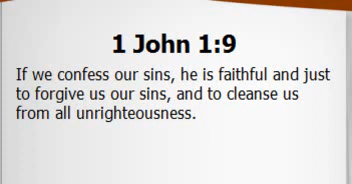 1 John 1:9
If we confess our sins, he is faithful and just
to forgive us our sins, and to cleanse us
from all unrighteousness.